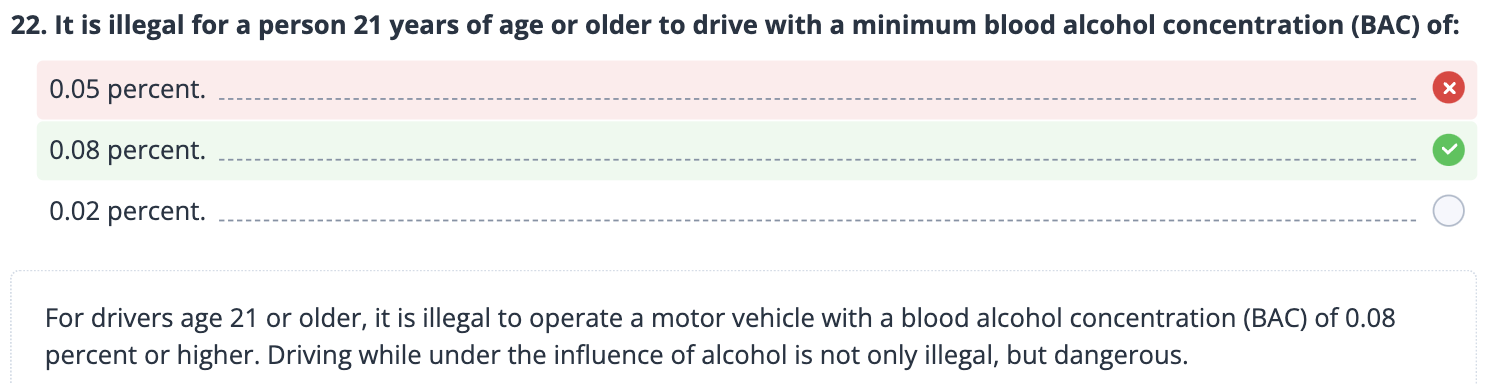 22. It is illegal for a person 21 years of age or older to drive with a minimum blood alcohol concentration (BAC) of:
0.05 percent.
0.08 percent.
0.02 percent.
For drivers age 21 or older, it is illegal to operate a motor vehicle with a blood alcohol concentration (BAC) of 0.08
percent or higher. Driving while under the influence of alcohol is not only illegal, but dangerous.